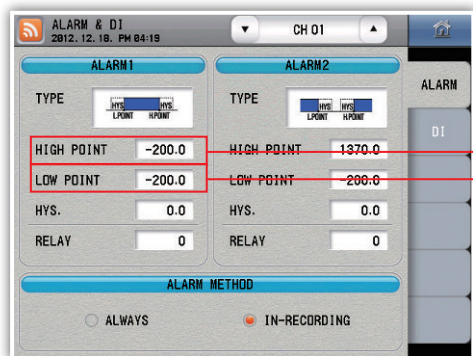 ALARM & DI
2012. 12. 18. PM 04:19
CH 01
ALARM1
TYPE
HYS HYS
L.POINT H.POINT
HIGH POINT -200.0
LOW POINT -200.0
HYS. 0.0
RELAY 0
ALARM2
TYPE
HYS HYS
L.POINT H.POINT
HIGH POINT 1370.0
LOW POINT -200.0
HYS. 0.0
RELAY 0
ALARM METHOD
ALWAYS
IN-RECORDING
ALARM
DI